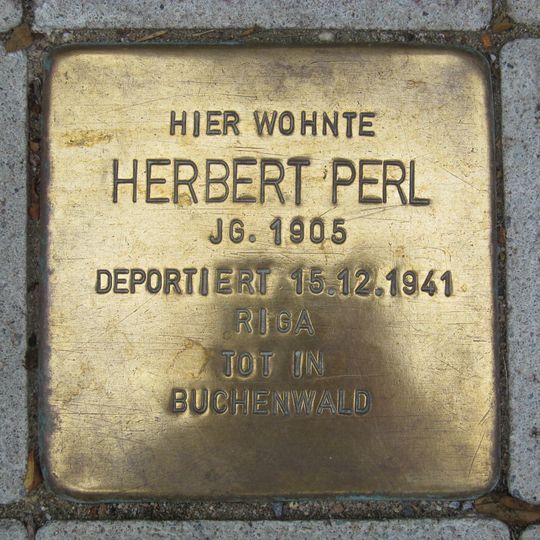 HIER WOHNTE
HERBERT PERL
JG. 1905
DEPORTIERT 15.12.1941
RIGA
TOT IN
BUCHENWALD